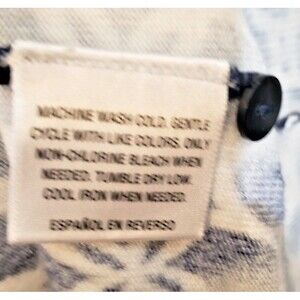 MACHINE WASH COLD. GENTLE
CYCLE WITH LIKE COLORS. ONLY
NON-CHLORINE BLEACH WHEN
NEEDED. TUMBLE DRY LOW.
COOL IRON WHEN NEEDED.
ESPAÑOL EN REVERSO